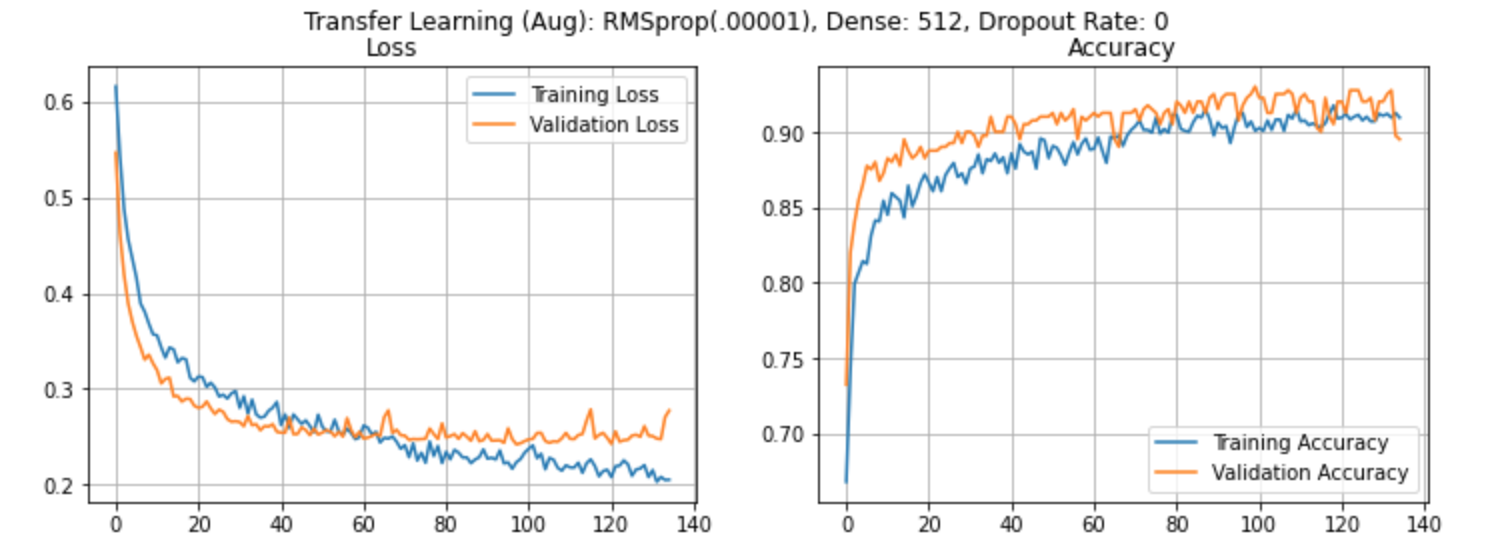 Transfer Learning (Aug): RMSprop(.00001), Dense: 512, Dropout Rate: 0
Loss
Training Loss
Validation Loss
0.6
0.5
0.4
0.3
0.2
0 20 40 60 80 100 120 140
Accuracy
0.90
0.85
0.80
0.75
0.70
Training Accuracy
Validation Accuracy
0 20 40 60 80 100 120 140